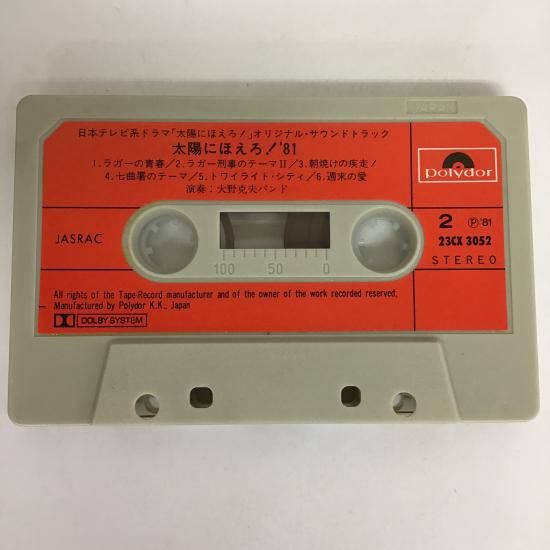 JAPAN
日本テレビ系ドラマ「太陽にほえろ!」オリジナル・サウンドトラック
太陽にほえろ!'81
1.ラガーの青春/2.ラガー刑事のテーマII/3.朝焼けの疾走!
4.七曲署のテーマ/5.トワイライト・シティ/6.週末の愛
演奏:大野克夫バンド
polydor
JASRAC
2 Ⓟ'81
23CX 3052
STEREO
100 50 0
All rights of the Tape-Record manufacturer and of the owner of the work recorded reserved;
Manufactured by Polydor K.K., Japan
DOLBY SYSTEM